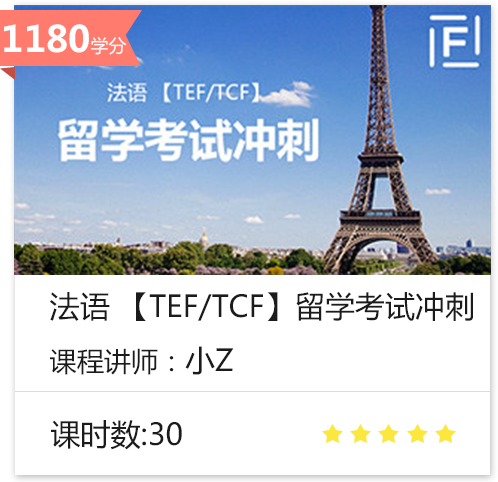 1180学分
法语 【TEF/TCF】
留学考试冲刺
法语 【TEF/TCF】留学考试冲刺
课程讲师：小Z
课时数:30